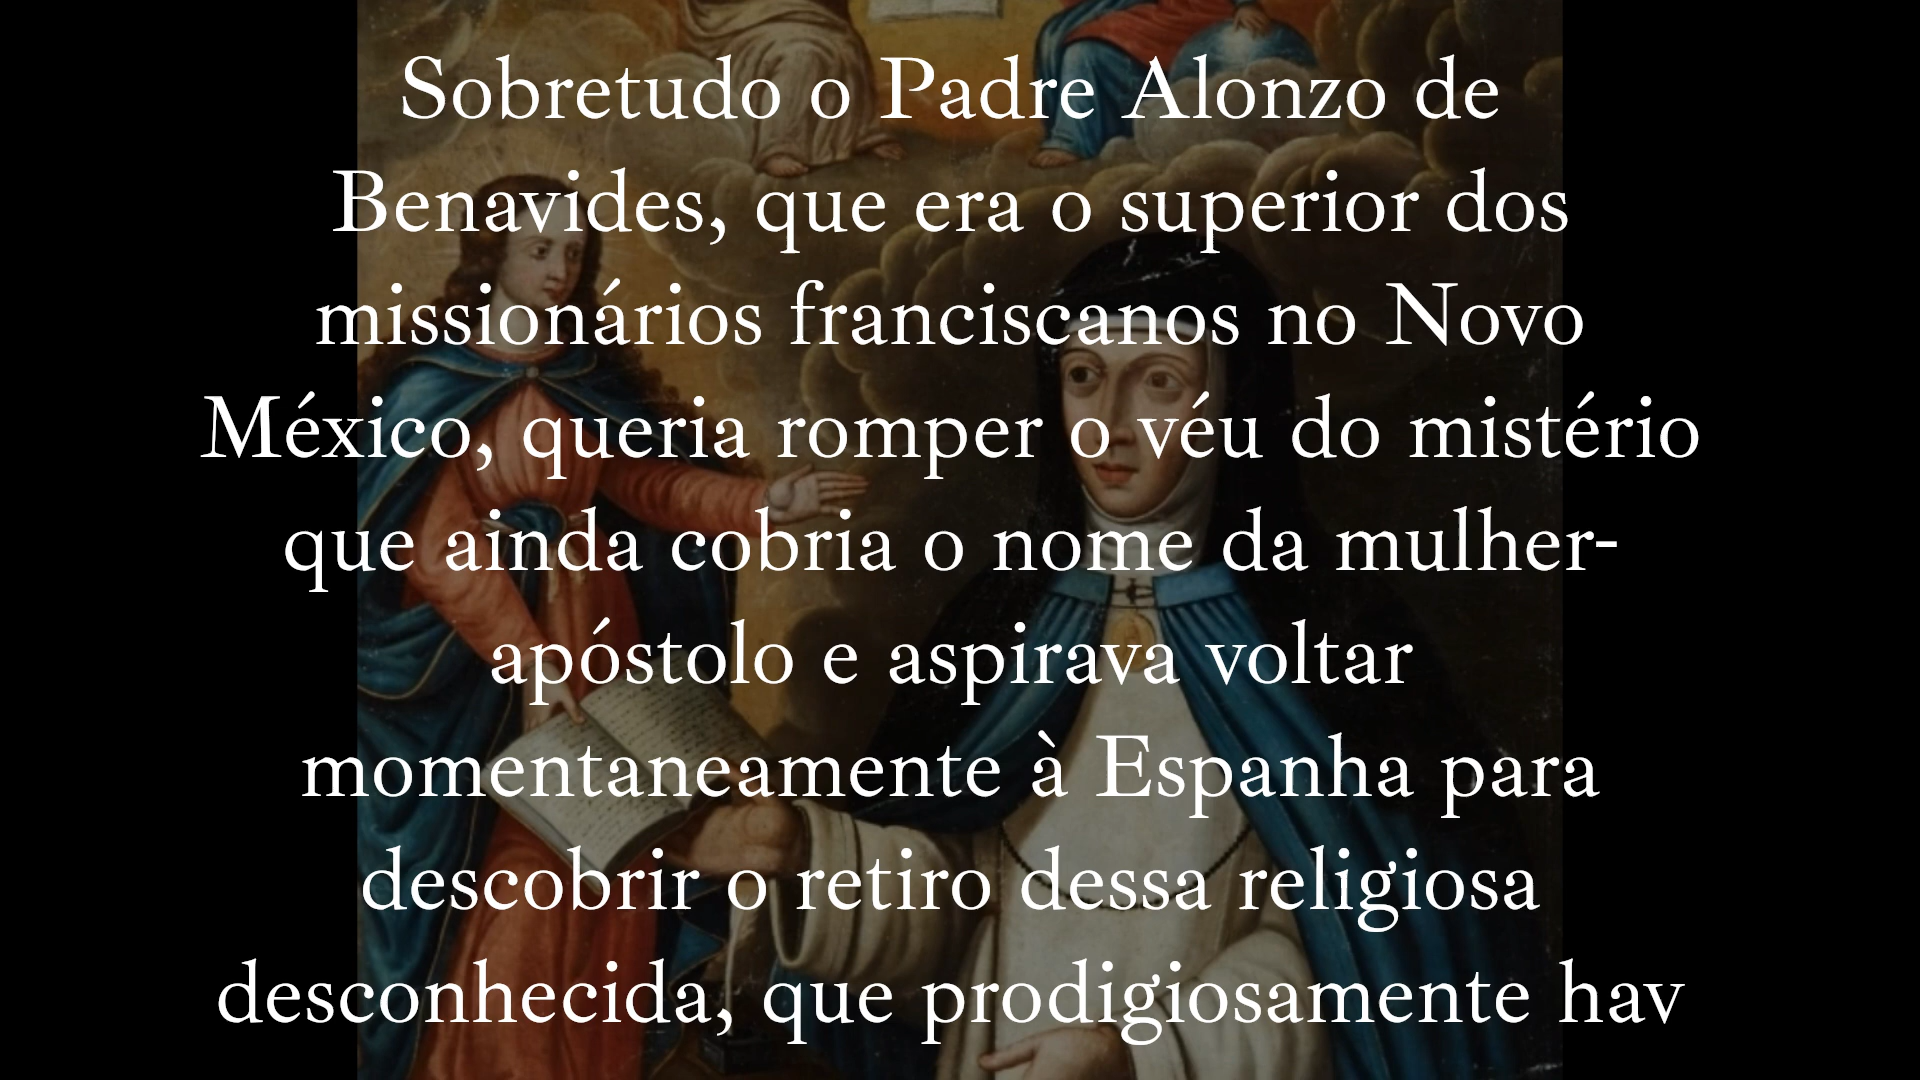 Sobretudo o Padre Alonzo de
Benavides, que era o superior dos
missionários franciscanos no Novo
México, queria romper o véu do mistério
que ainda cobria o nome da mulher-
apóstolo e aspirava voltar
momentaneamente à Espanha para
descobrir o retiro dessa religiosa
desconhecida, que prodigiosamente hav